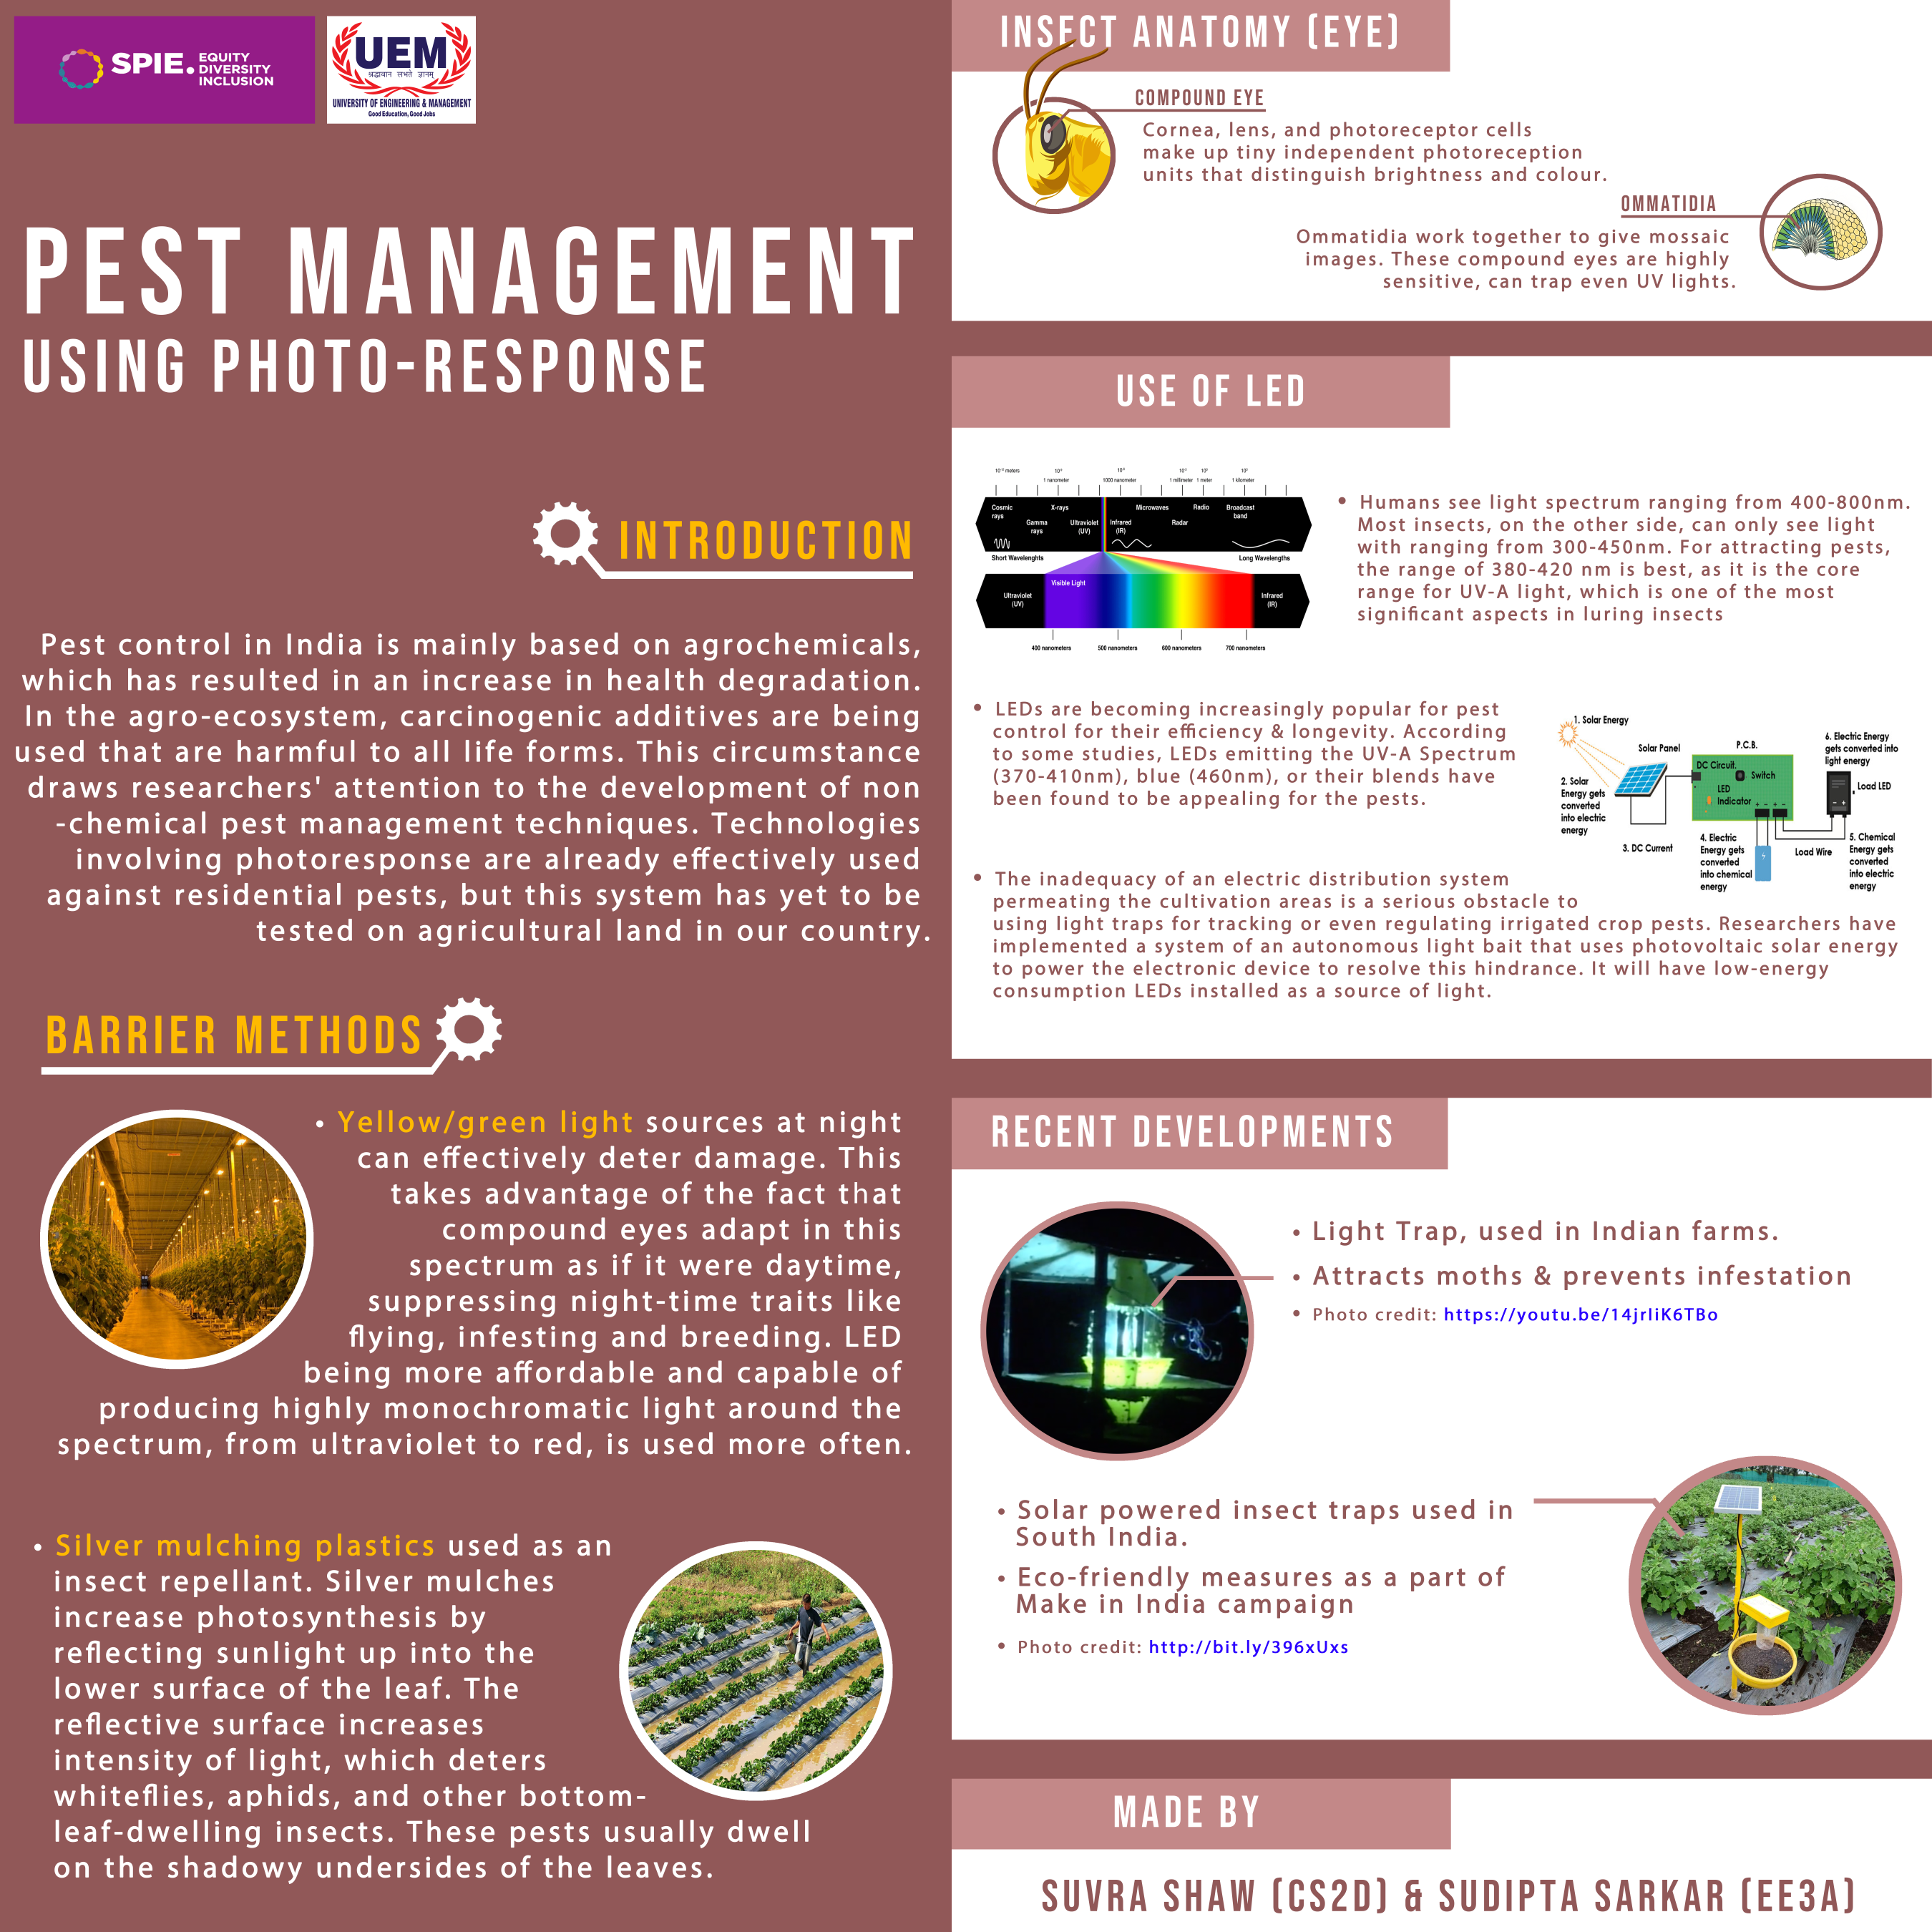 SPIE. EQUITY
DIVERSITY
INCLUSION
UEM
श्रद्धावान लभते ज्ञानम्
UNIVERSITY OF ENGINEERING & MANAGEMENT
Good Education, Good Jobs
PEST MANAGEMENT
USING PHOTO-RESPONSE
INTRODUCTION
Pest control in India is mainly based on agrochemicals,
which has resulted in an increase in health degradation.
In the agro-ecosystem, carcinogenic additives are being
used that are harmful to all life forms. This circumstance
draws researchers' attention to the development of non
-chemical pest management techniques. Technologies
involving photoresponse are already effectively used
against residential pests, but this system has yet to be
tested on agricultural land in our country.
BARRIER METHODS
• Yellow/green light sources at night
can effectively deter damage. This
takes advantage of the fact that
compound eyes adapt in this
spectrum as if it were daytime,
suppressing night-time traits like
flying, infesting and breeding. LED
being more affordable and capable of
producing highly monochromatic light around the
spectrum, from ultraviolet to red, is used more often.
• Silver mulching plastics used as an
insect repellant. Silver mulches
increase photosynthesis by
reflecting sunlight up into the
lower surface of the leaf. The
reflective surface increases
intensity of light, which deters
whiteflies, aphids, and other bottom-
leaf-dwelling insects. These pests usually dwell
on the shadowy undersides of the leaves.
INSECT ANATOMY (EYE)
COMPOUND EYE
Cornea, lens, and photoreceptor cells
make up tiny independent photoreception
units that distinguish brightness and colour.
OMMATIDIA
Ommatidia work together to give mossaic
images. These compound eyes are highly
sensitive, can trap even UV lights.
USE OF LED
10⁻¹² meters 10⁻⁹ 10⁻⁶ 10⁻³ 10⁰ 10³
1 nanometer 1000 nanometer 1 millimeter 1 meter 1 kilometer
Cosmic
rays
Gamma
rays
X-rays
Ultraviolet
(UV)
Infrared
(IR)
Microwaves
Radar
Radio
Broadcast
band
Short Wavelenghts
Long Wavelengths
Visible Light
Ultraviolet
(UV)
Infrared
(IR)
400 nanometers 500 nanometers 600 nanometers 700 nanometers
• Humans see light spectrum ranging from 400-800nm.
Most insects, on the other side, can only see light
with ranging from 300-450nm. For attracting pests,
the range of 380-420 nm is best, as it is the core
range for UV-A light, which is one of the most
significant aspects in luring insects
• LEDs are becoming increasingly popular for pest
control for their efficiency & longevity. According
to some studies, LEDs emitting the UV-A Spectrum
(370-410nm), blue (460nm), or their blends have
been found to be appealing for the pests.
1. Solar Energy
Solar Panel
P.C.B.
6. Electric Energy
gets converted into
light energy
DC Circuit.
Switch
LED
Indicator
+ - + -
- +
Load LED
2. Solar
Energy gets
converted
into electric
energy
3. DC Current
4. Electric
Energy gets
converted
into chemical
energy
Load Wire
5. Chemical
Energy gets
converted
into electric
energy
• The inadequacy of an electric distribution system
permeating the cultivation areas is a serious obstacle to
using light traps for tracking or even regulating irrigated crop pests. Researchers have
implemented a system of an autonomous light bait that uses photovoltaic solar energy
to power the electronic device to resolve this hindrance. It will have low-energy
consumption LEDs installed as a source of light.
RECENT DEVELOPMENTS
• Light Trap, used in Indian farms.
• Attracts moths & prevents infestation
• Photo credit: https://youtu.be/14jrIiK6TBo
• Solar powered insect traps used in
South India.
• Eco-friendly measures as a part of
Make in India campaign
• Photo credit: http://bit.ly/396xUxs
MADE BY
SUVRA SHAW (CS2D) & SUDIPTA SARKAR (EE3A)